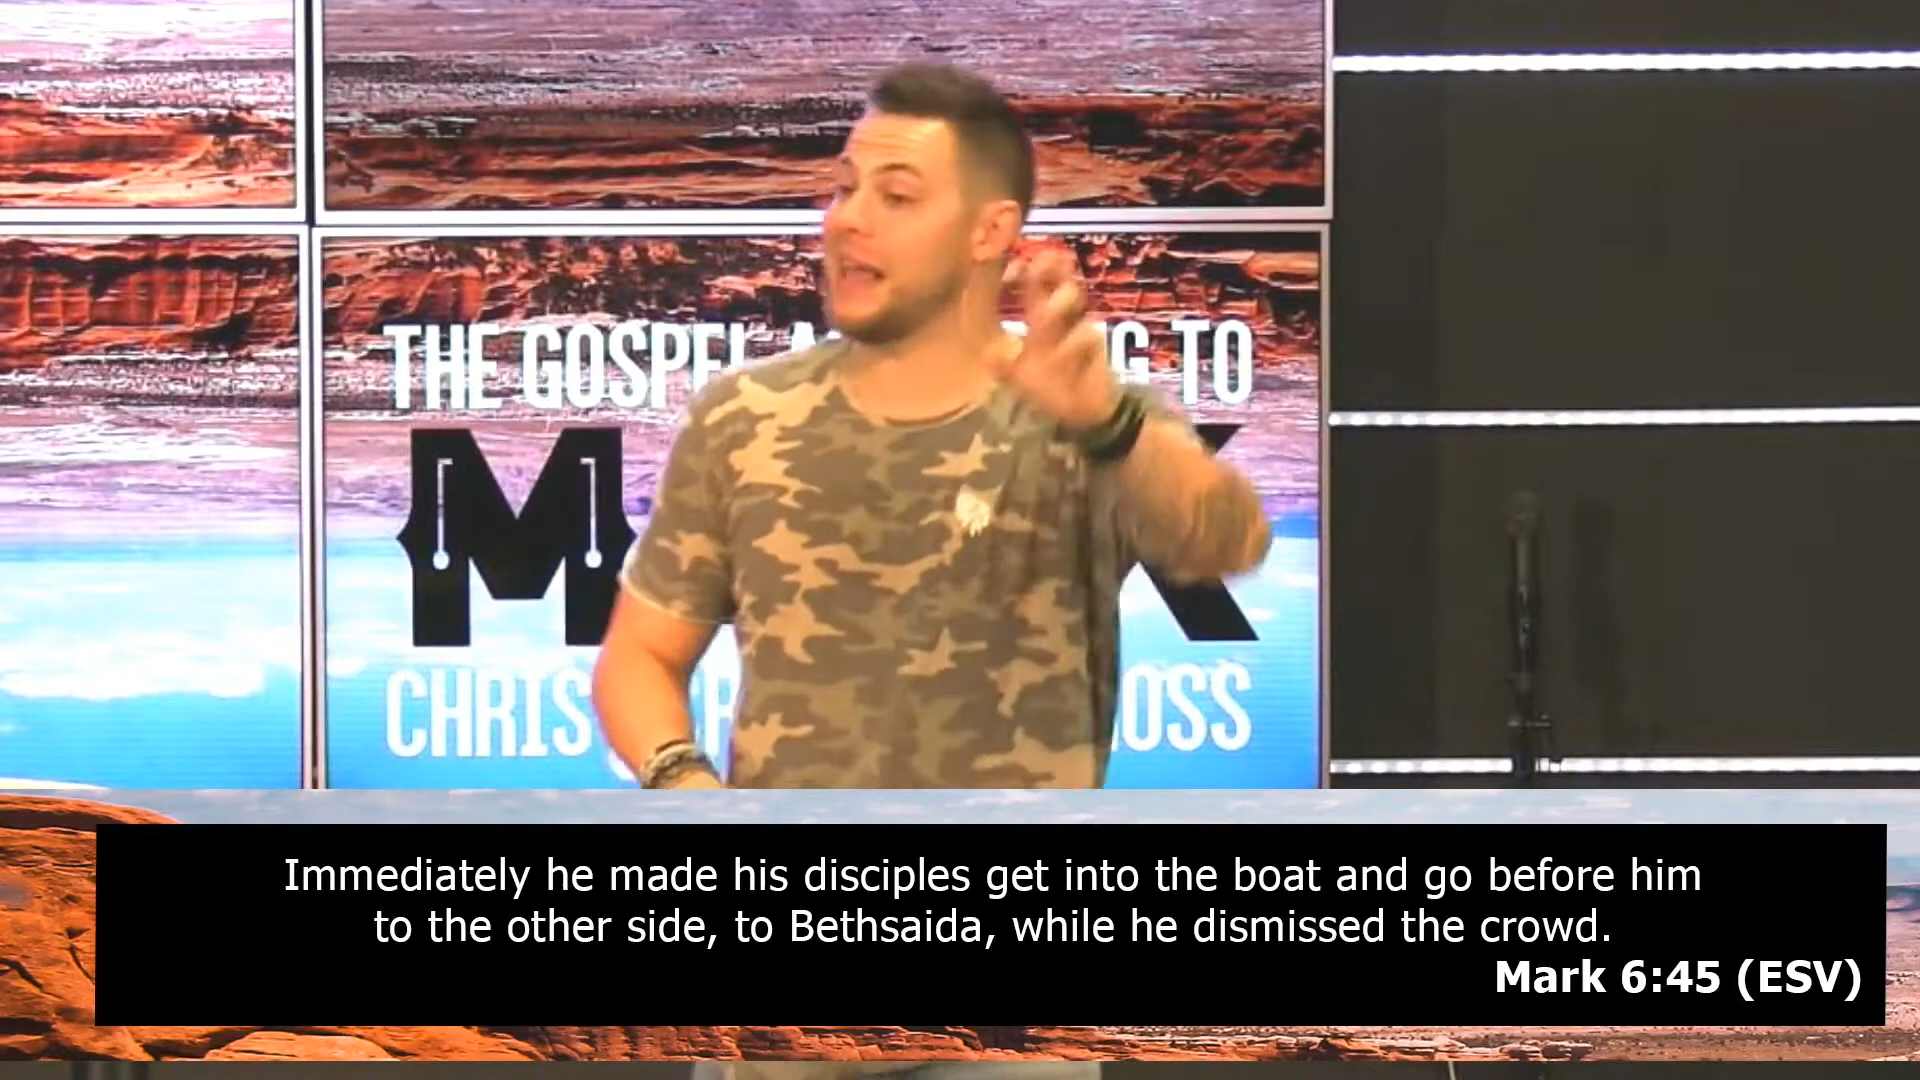 THE GOSPEL TO
CHRIS
Immediately he made his disciples get into the boat and go before him
to the other side, to Bethsaida, while he dismissed the crowd.
Mark 6:45 (ESV)